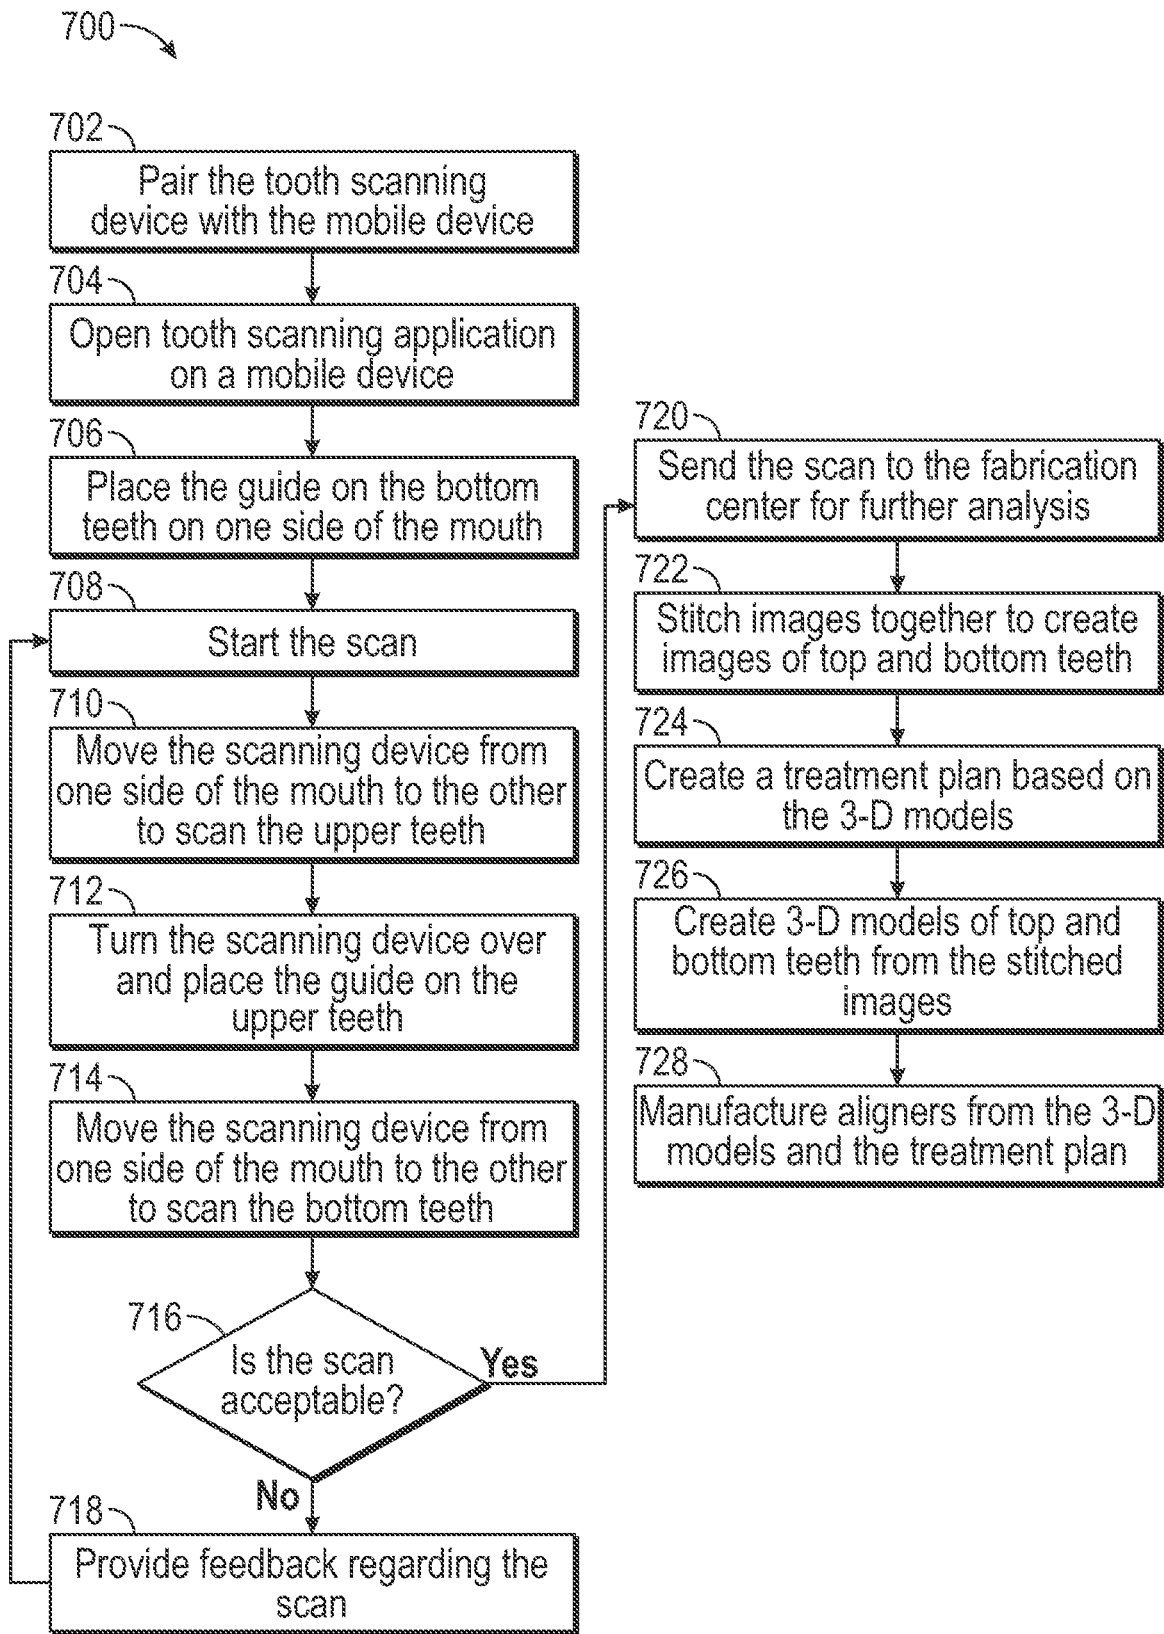 700
702
Pair the tooth scanning
device with the mobile device
704
Open tooth scanning application
on a mobile device
706
Place the guide on the bottom
teeth on one side of the mouth
708
Start the scan
710
Move the scanning device from
one side of the mouth to the other
to scan the upper teeth
712
Turn the scanning device over
and place the guide on the
upper teeth
714
Move the scanning device from
one side of the mouth to the other
to scan the bottom teeth
716
Is the scan
acceptable?
Yes
No
718
Provide feedback regarding the
scan
720
Send the scan to the fabrication
center for further analysis
722
Stitch images together to create
images of top and bottom teeth
724
Create a treatment plan based on
the 3-D models
726
Create 3-D models of top and
bottom teeth from the stitched
images
728
Manufacture aligners from the 3-D
models and the treatment plan